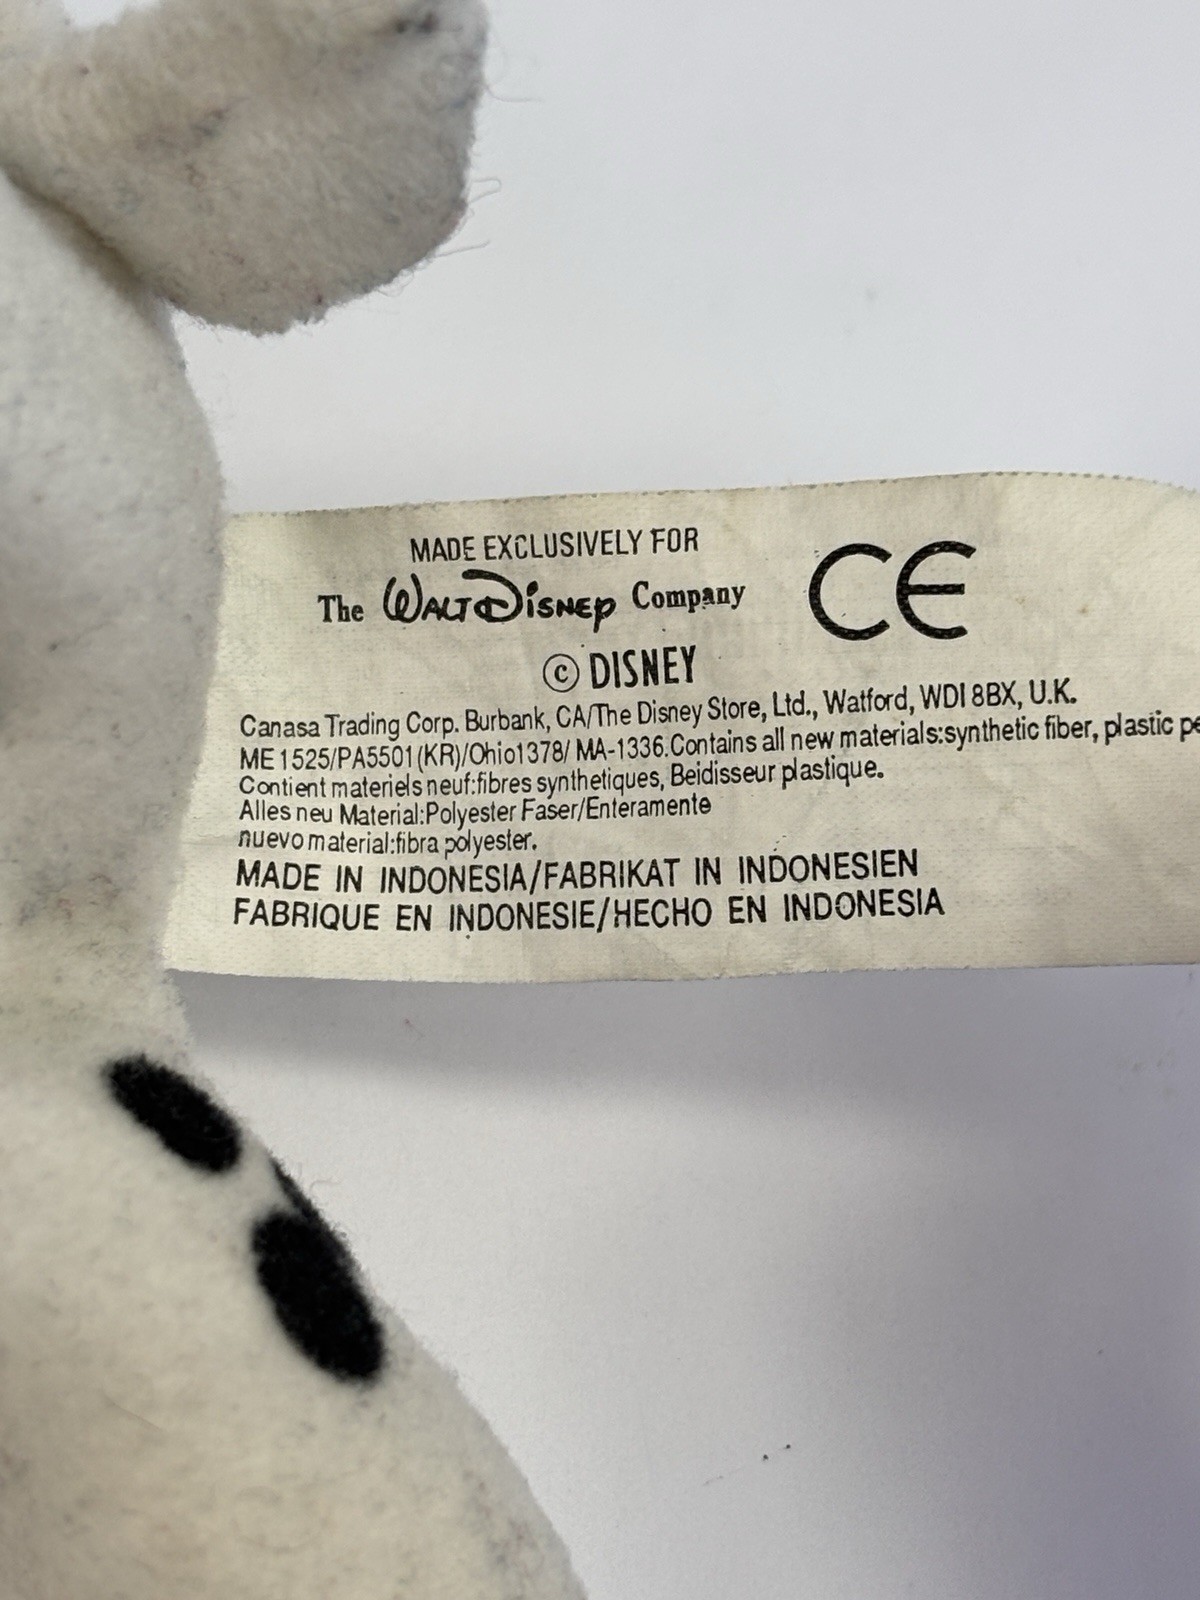 MADE EXCLUSIVELY FOR
The WALT DISNEY Company
CE
© DISNEY
Canasa Trading Corp. Burbank, CA/The Disney Store, Ltd., Watford, WDI 8BX, U.K.
ME 1525/PA5501(KR)/Ohio1378/ MA-1336.Contains all new materials:synthetic fiber, plastic pe
Contient materiels neuf:fibres synthetiques, Beidisseur plastique.
Alles neu Material:Polyester Faser/Enteramente
nuevo material:fibra polyester.
MADE IN INDONESIA/FABRIKAT IN INDONESIEN
FABRIQUE EN INDONESIE/HECHO EN INDONESIA